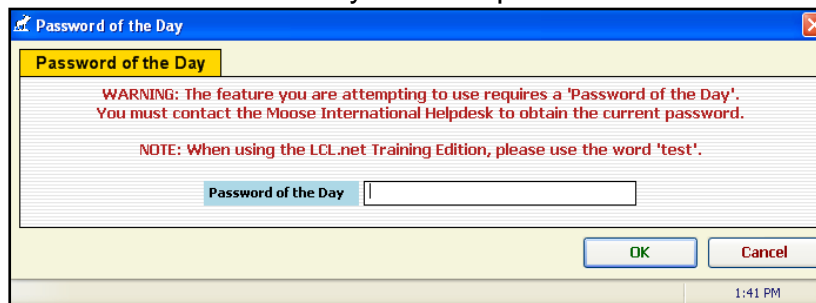 Password of the Day
Password of the Day
WARNING: The feature you are attempting to use requires a 'Password of the Day'.
You must contact the Moose International Helpdesk to obtain the current password.
NOTE: When using the LCL.net Training Edition, please use the word 'test'.
Password of the Day
OK Cancel
1:41 PM